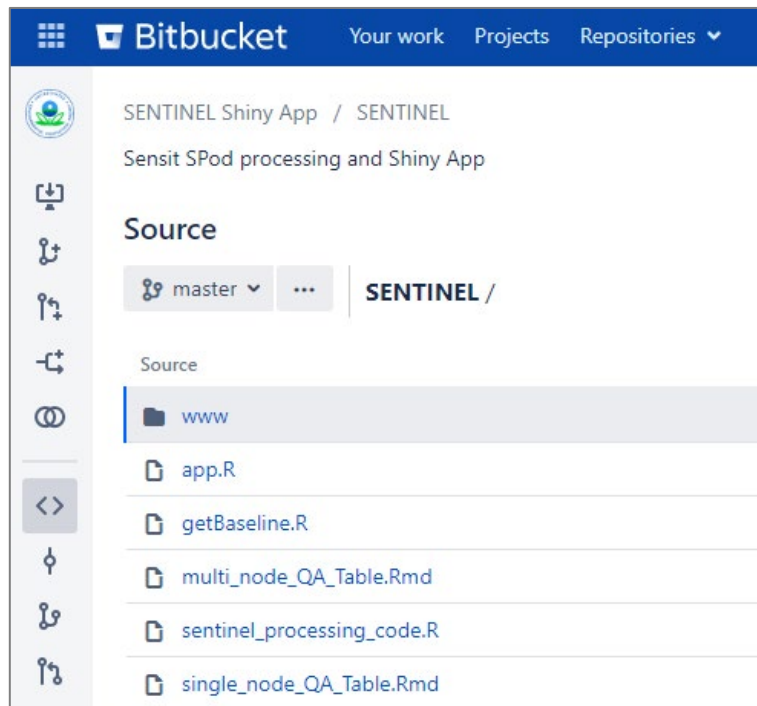 Bitbucket Your work Projects Repositories
SENTINEL Shiny App / SENTINEL
Sensit SPod processing and Shiny App
Source
master ... SENTINEL /
Source
www
app.R
getBaseline.R
multi_node_QA_Table.Rmd
sentinel_processing_code.R
single_node_QA_Table.Rmd